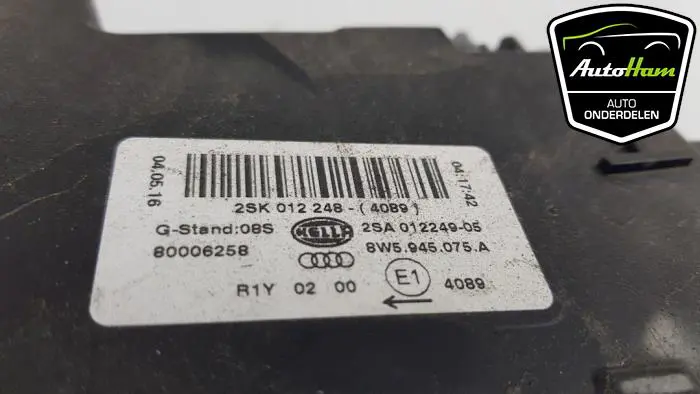 AutoHam
AUTO
ONDERDELEN
04.05.16
04:17:42
2SK 012 248-(4089)
G-Stand:08S
HELLA
2SA 012249-05
80006258
8W5.945.075.A
R1Y 02 00
E1
4089